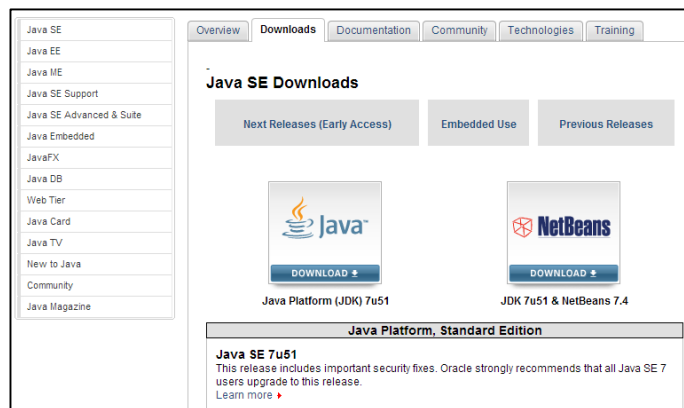 Java SE
Java EE
Java ME
Java SE Support
Java SE Advanced & Suite
Java Embedded
JavaFX
Java DB
Web Tier
Java Card
Java TV
New to Java
Community
Java Magazine
Overview Downloads Documentation Community Technologies Training
Java SE Downloads
Next Releases (Early Access) Embedded Use Previous Releases
Java™ NetBeans
DOWNLOAD DOWNLOAD
Java Platform (JDK) 7u51 JDK 7u51 & NetBeans 7.4
Java Platform, Standard Edition
Java SE 7u51
This release includes important security fixes. Oracle strongly recommends that all Java SE 7
users upgrade to this release.
Learn more